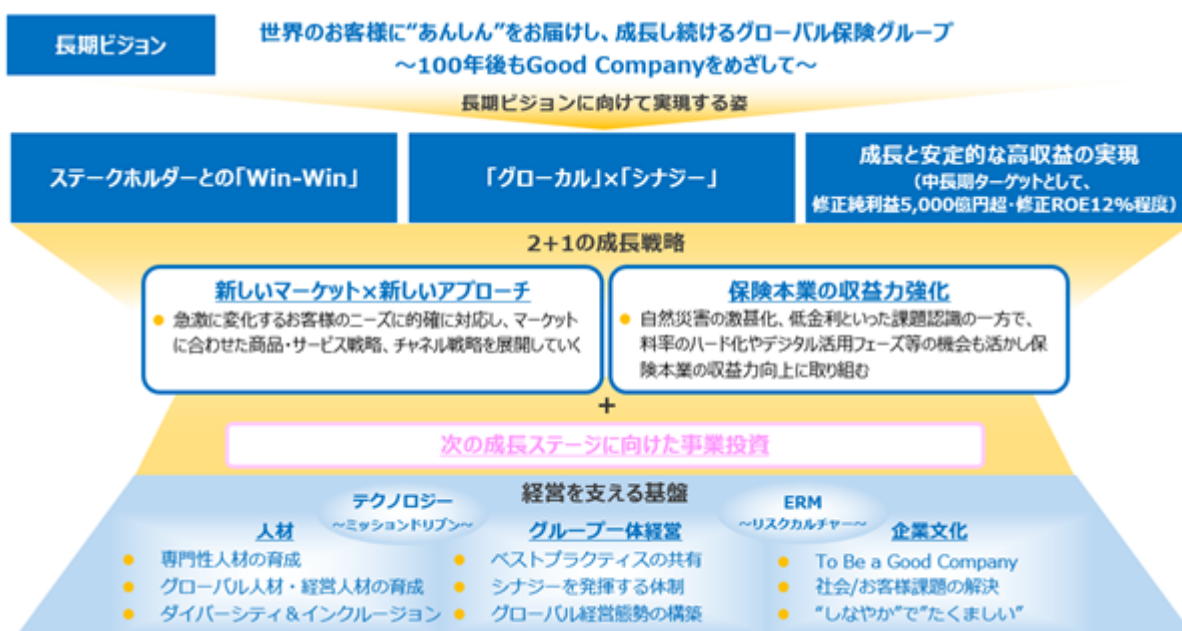 長期ビジョン
世界のお客様に“あんしん”をお届けし、成長し続けるグローバル保険グループ
～100年後もGood Companyをめざして～
長期ビジョンに向けて実現する姿
ステークホルダーとの「Win-Win」
「グローカル」×「シナジー」
成長と安定的な高収益の実現
（中長期ターゲットとして、
修正純利益5,000億円超・修正ROE12%程度）
2+1の成長戦略
新しいマーケット×新しいアプローチ
● 急激に変化するお客様のニーズに的確に対応し、マーケット
に合わせた商品・サービス戦略、チャネル戦略を展開していく
保険本業の収益力強化
● 自然災害の激甚化、低金利といった課題認識の一方で、
料率のハード化やデジタル活用フェーズ等の機会も活かし保
険本業の収益力向上に取り組む
+
次の成長ステージに向けた事業投資
経営を支える基盤
テクノロジー
～ミッションドリブン～
ERM
～リスクカルチャー～
人材
● 専門性人材の育成
● グローバル人材・経営人材の育成
● ダイバーシティ＆インクルージョン
グループ一体経営
● ベストプラクティスの共有
● シナジーを発揮する体制
● グローバル経営態勢の構築
企業文化
● To Be a Good Company
● 社会/お客様課題の解決
● “しなやか”で“たくましい”